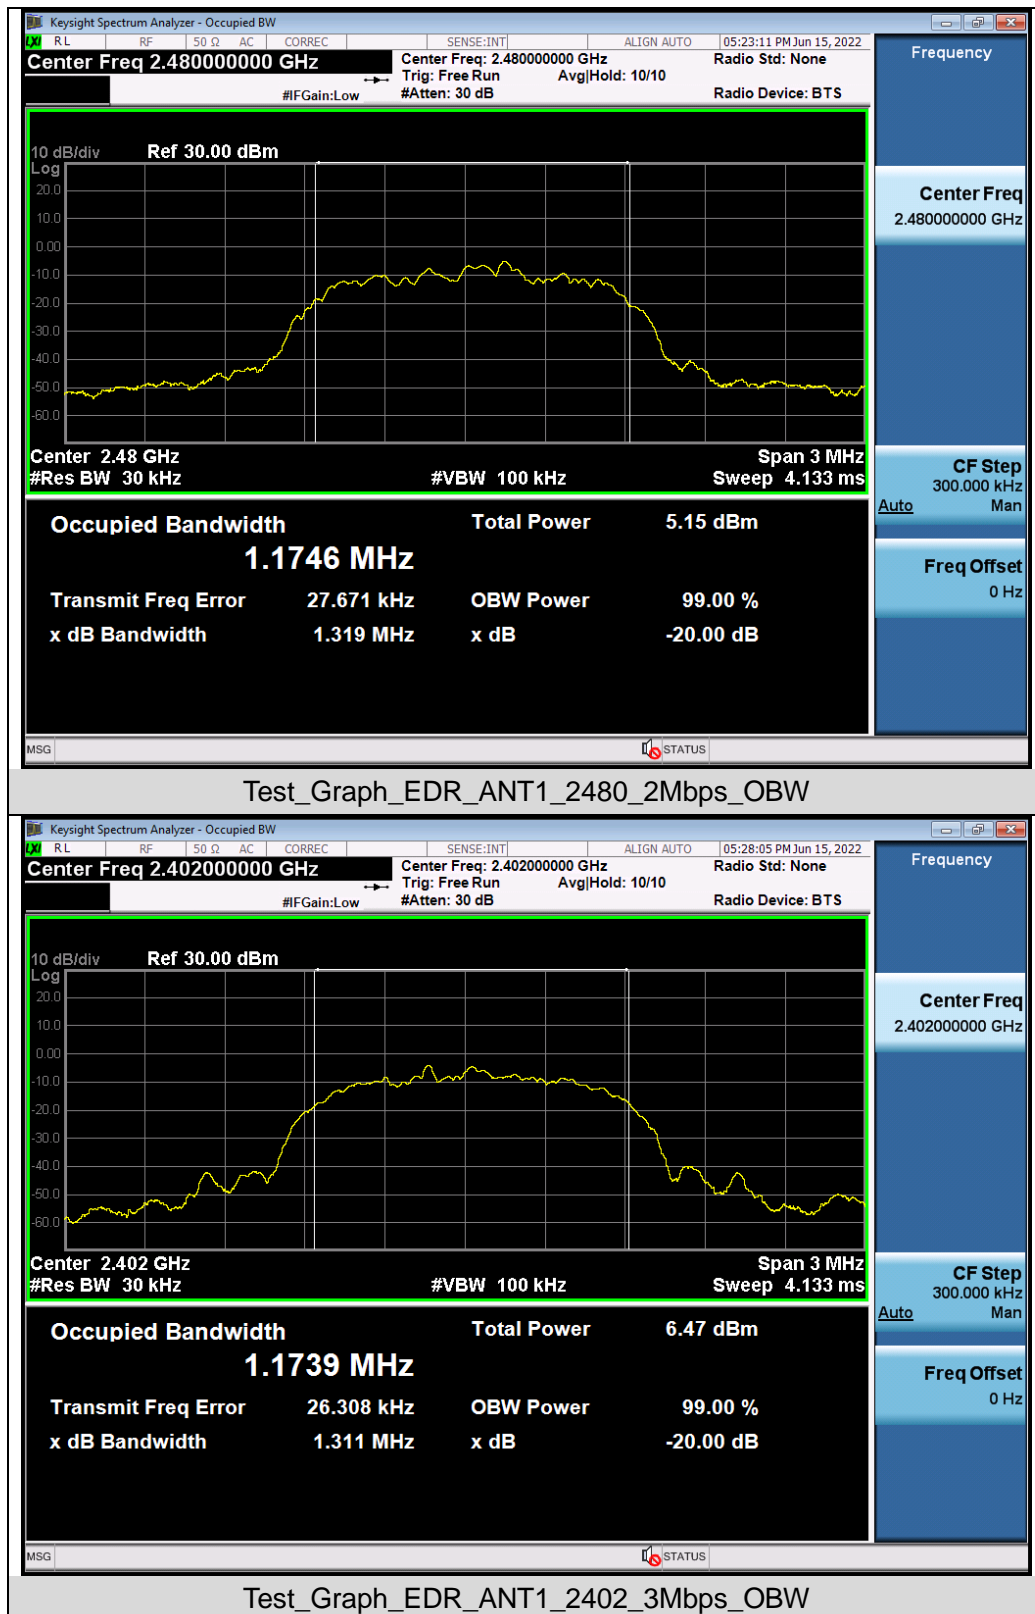 Keysight Spectrum Analyzer - Occupied BW
LXI RL RF 50 Ω AC CORREC SENSE:INT ALIGN AUTO 05:23:11 PM Jun 15, 2022
Center Freq 2.480000000 GHz
Center Freq: 2.480000000 GHz
Radio Std: None
Trig: Free Run Avg|Hold: 10/10
#IFGain:Low #Atten: 30 dB Radio Device: BTS
Frequency
10 dB/div Ref 30.00 dBm
Log
20.0
10.0
0.00
-10.0
-20.0
-30.0
-40.0
-50.0
-60.0
Center 2.48 GHz Span 3 MHz
#Res BW 30 kHz #VBW 100 kHz Sweep 4.133 ms
Center Freq
2.480000000 GHz
CF Step
300.000 kHz
Auto Man
Freq Offset
0 Hz
Occupied Bandwidth Total Power 5.15 dBm
1.1746 MHz
Transmit Freq Error 27.671 kHz OBW Power 99.00 %
x dB Bandwidth 1.319 MHz x dB -20.00 dB
MSG STATUS
Test_Graph_EDR_ANT1_2480_2Mbps_OBW
Keysight Spectrum Analyzer - Occupied BW
LXI RL RF 50 Ω AC CORREC SENSE:INT ALIGN AUTO 05:28:05 PM Jun 15, 2022
Center Freq 2.402000000 GHz
Center Freq: 2.402000000 GHz
Radio Std: None
Trig: Free Run Avg|Hold: 10/10
#IFGain:Low #Atten: 30 dB Radio Device: BTS
Frequency
10 dB/div Ref 30.00 dBm
Log
20.0
10.0
0.00
-10.0
-20.0
-30.0
-40.0
-50.0
-60.0
Center 2.402 GHz Span 3 MHz
#Res BW 30 kHz #VBW 100 kHz Sweep 4.133 ms
Center Freq
2.402000000 GHz
CF Step
300.000 kHz
Auto Man
Freq Offset
0 Hz
Occupied Bandwidth Total Power 6.47 dBm
1.1739 MHz
Transmit Freq Error 26.308 kHz OBW Power 99.00 %
x dB Bandwidth 1.311 MHz x dB -20.00 dB
MSG STATUS
Test_Graph_EDR_ANT1_2402_3Mbps_OBW